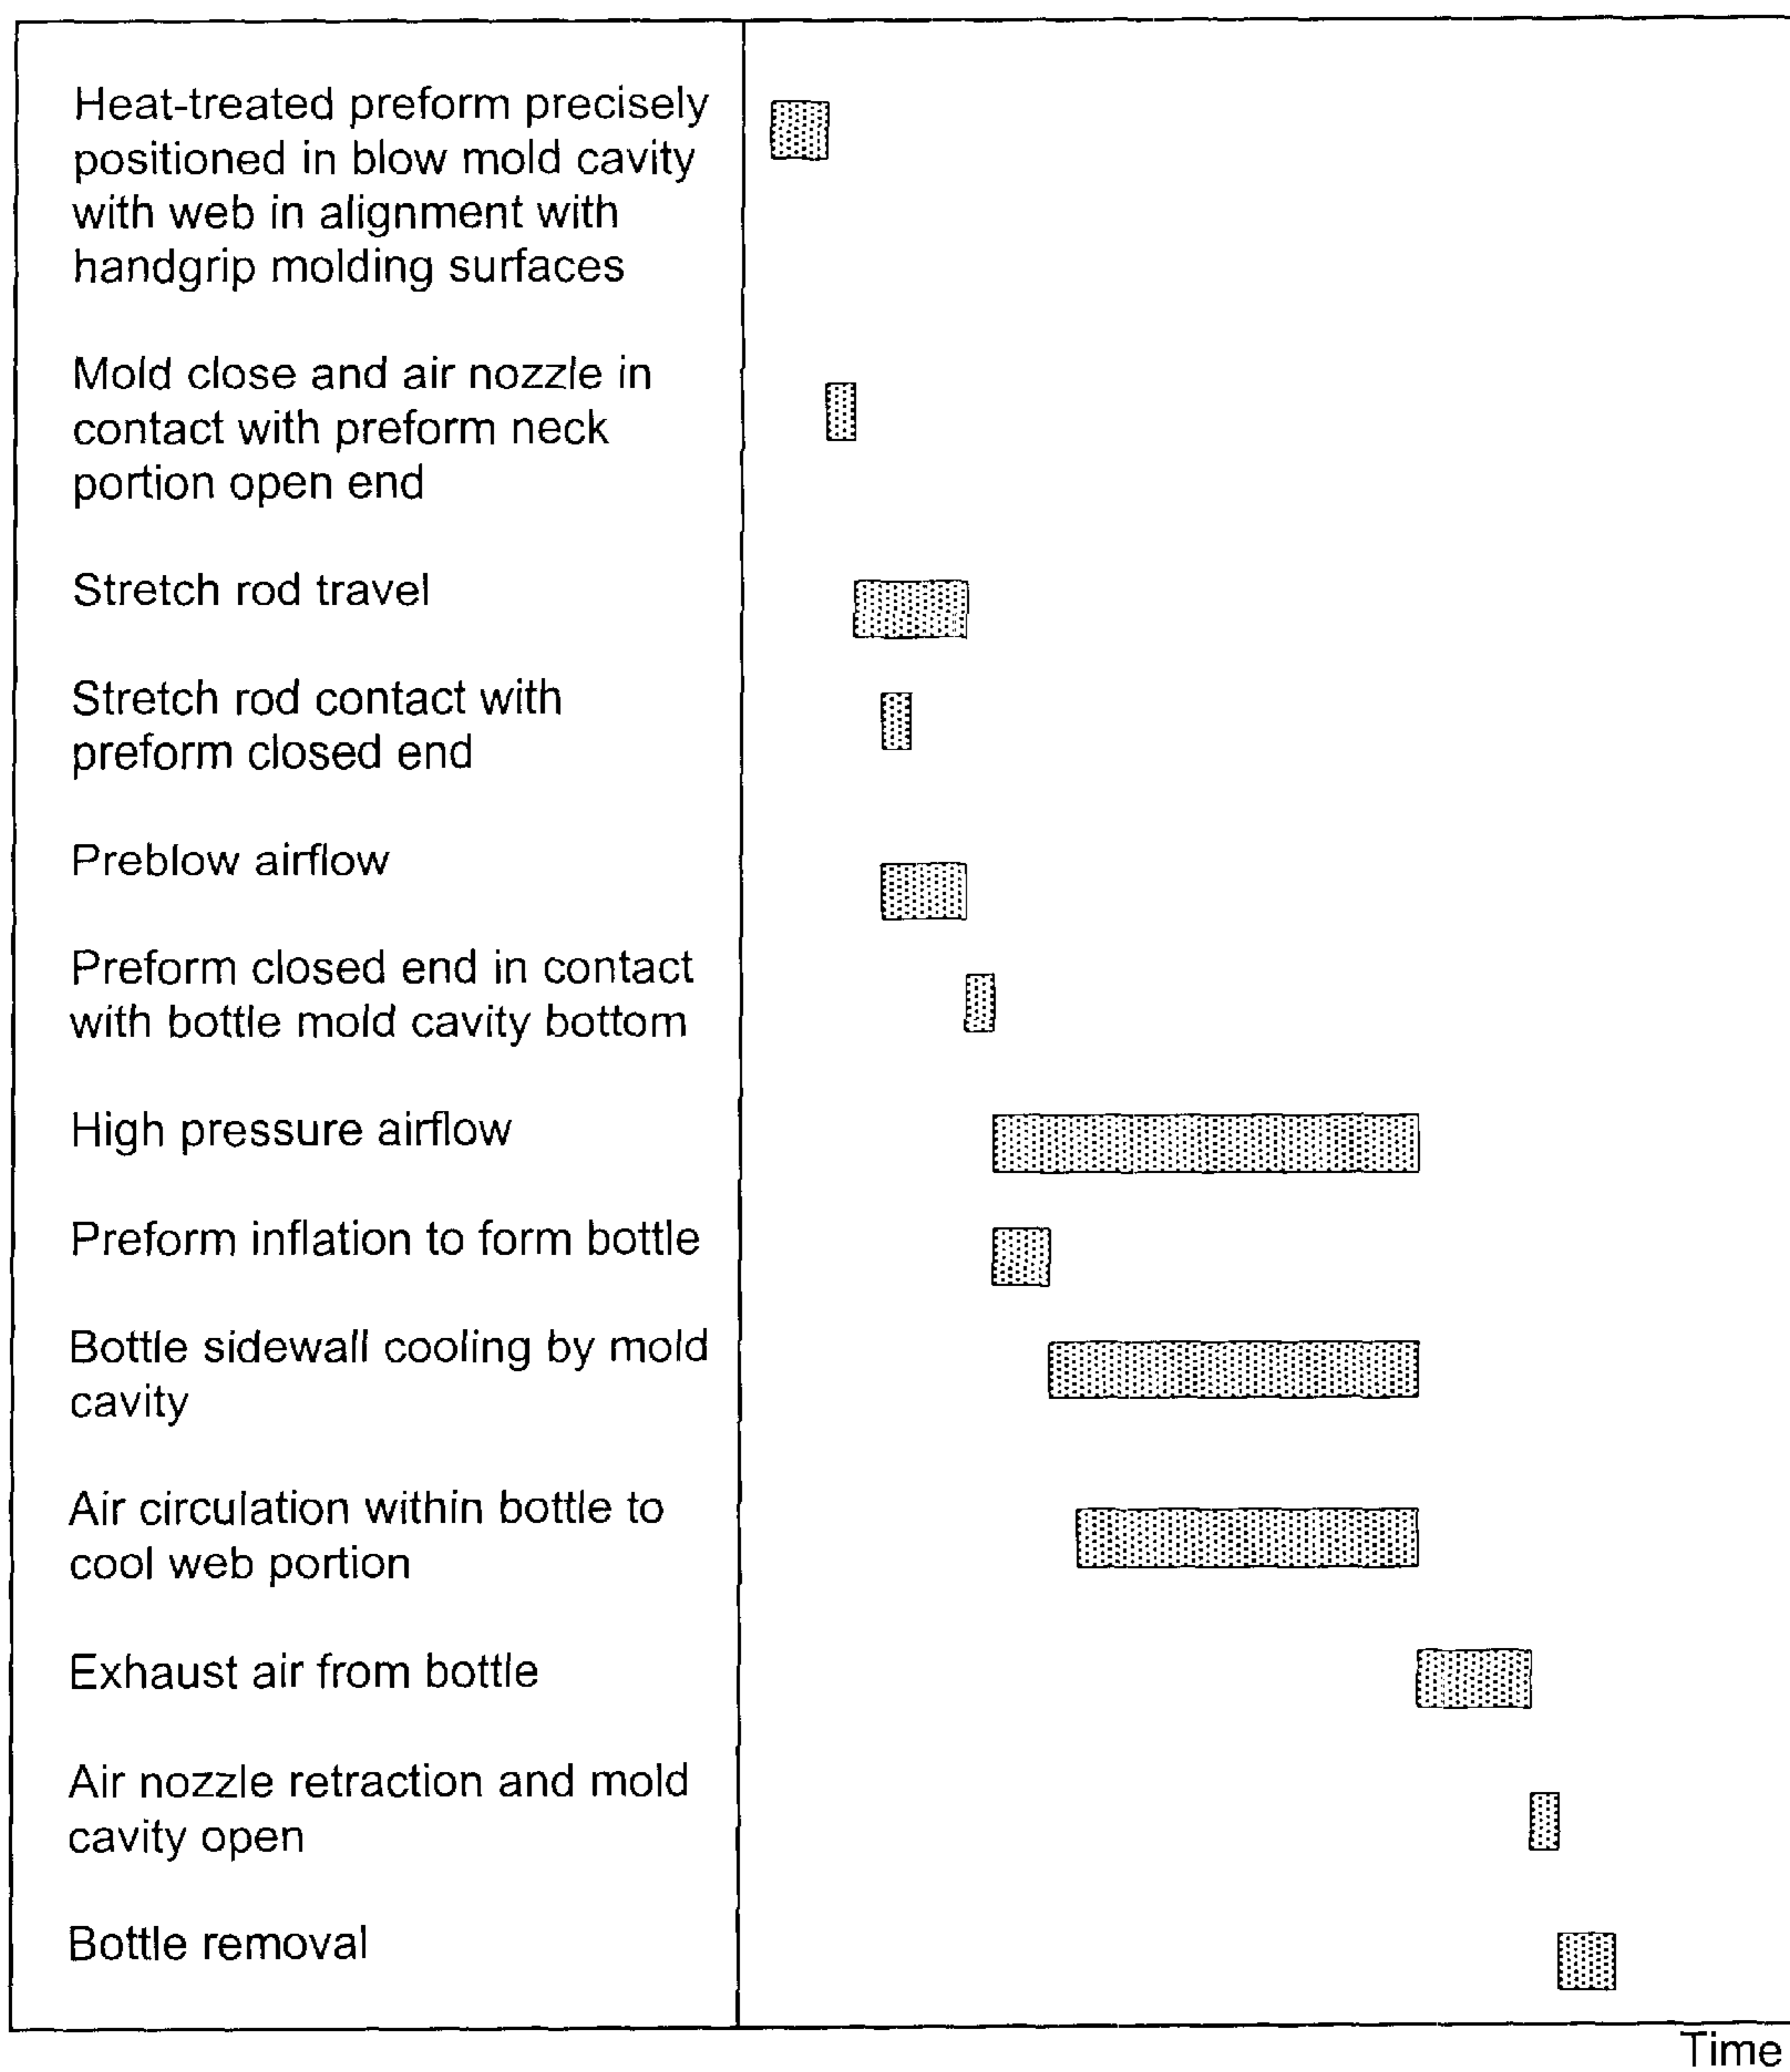 Heat-treated preform precisely
positioned in blow mold cavity
with web in alignment with
handgrip molding surfaces
Mold close and air nozzle in
contact with preform neck
portion open end
Stretch rod travel
Stretch rod contact with
preform closed end
Preblow airflow
Preform closed end in contact
with bottle mold cavity bottom
High pressure airflow
Preform inflation to form bottle
Bottle sidewall cooling by mold
cavity
Air circulation within bottle to
cool web portion
Exhaust air from bottle
Air nozzle retraction and mold
cavity open
Bottle removal
Time